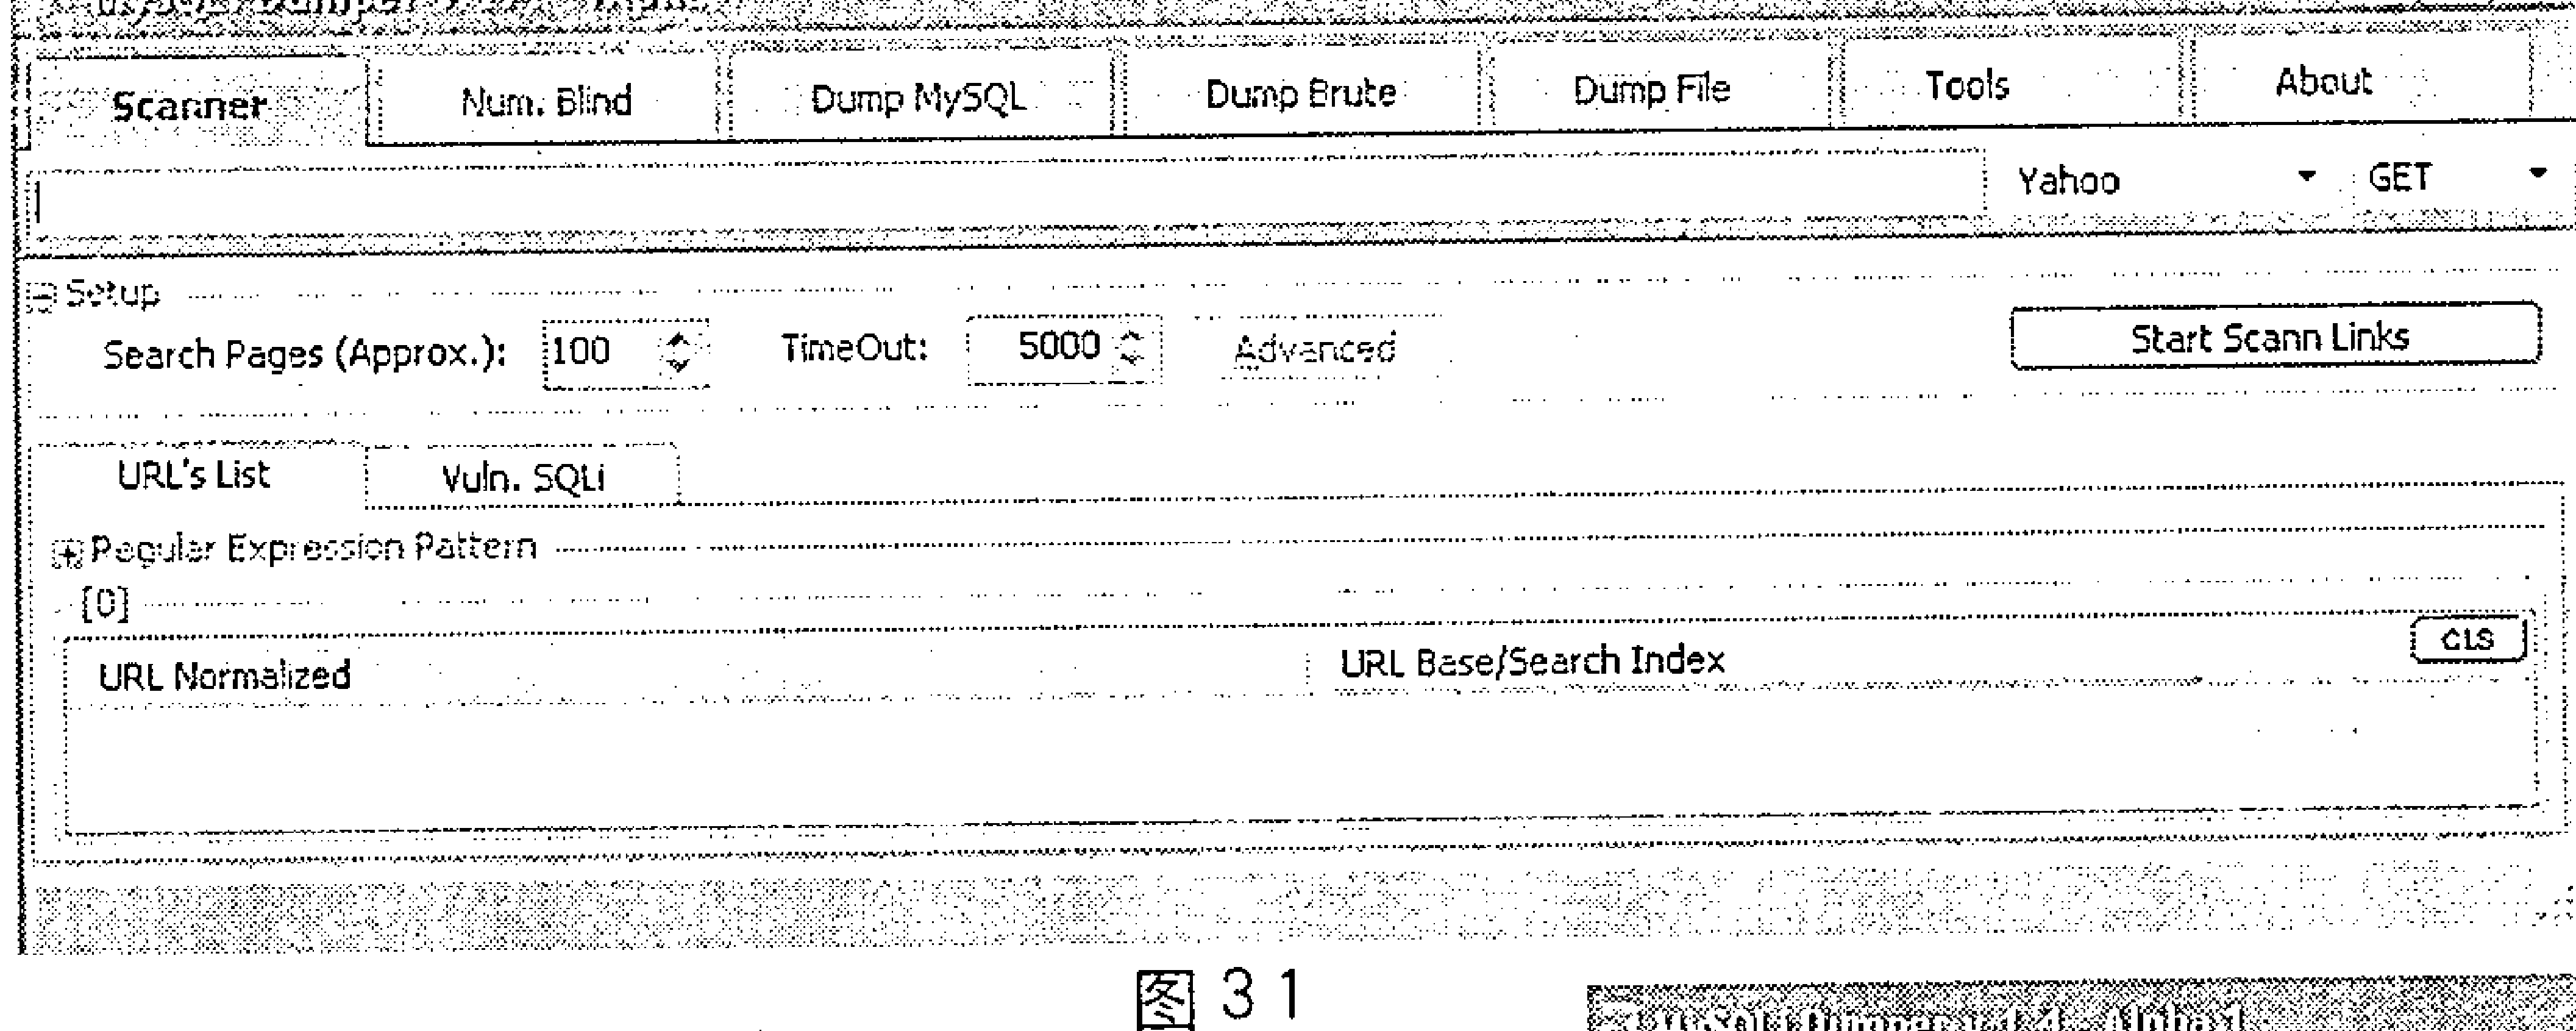 Scanner Num. Blind Dump MySQL Dump Brute Dump File Tools About
Yahoo GET
Setup
Search Pages (Approx.): 100 TimeOut: 5000 Advanced Start Scann Links
URL's List Vuln. SQLi
Regular Expression Pattern
[0]
URL Normalized URL Base/Search Index CLS
图 31